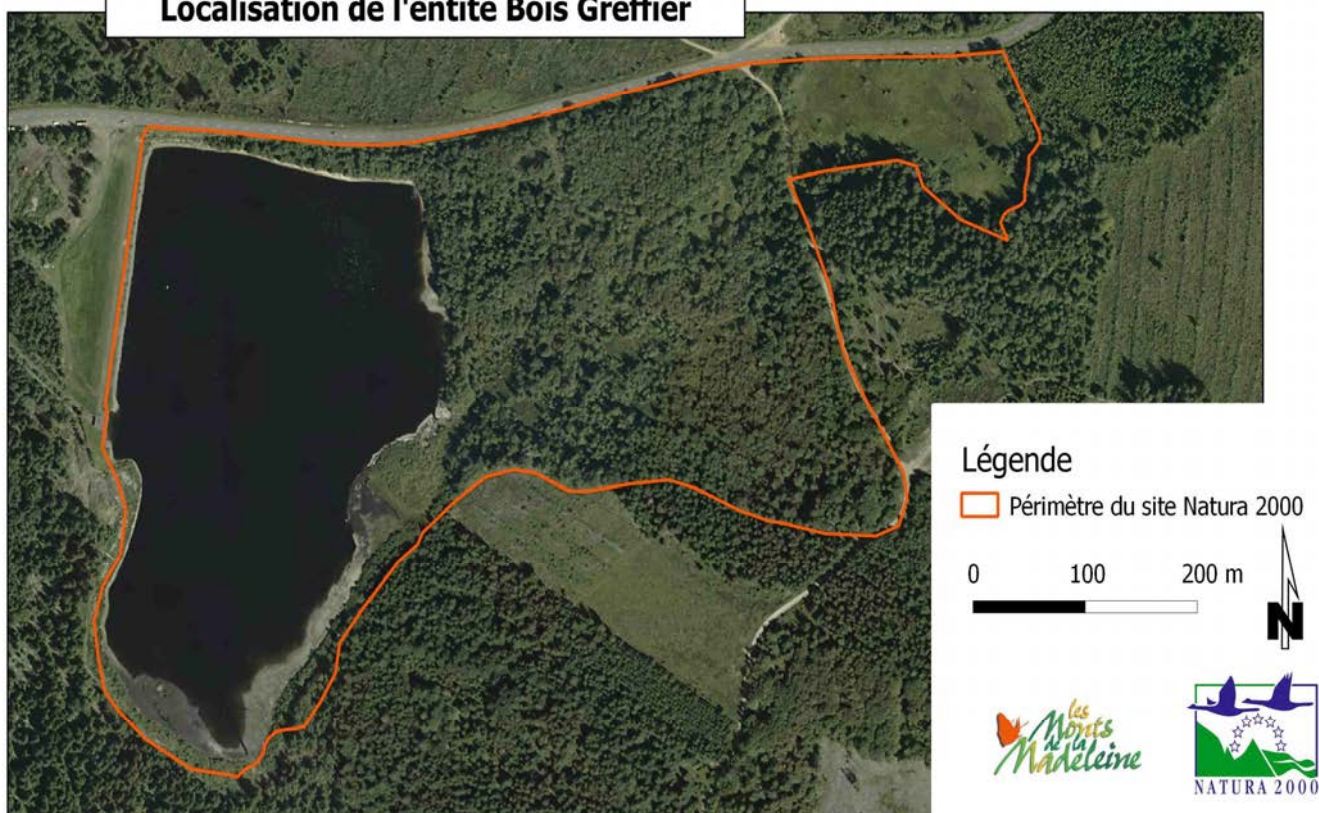 Localisation de l'entité Bois Greffier
Légende
Périmètre du site Natura 2000
0 100 200 m
N
les
Monts
de la
Madeleine
NATURA 2000